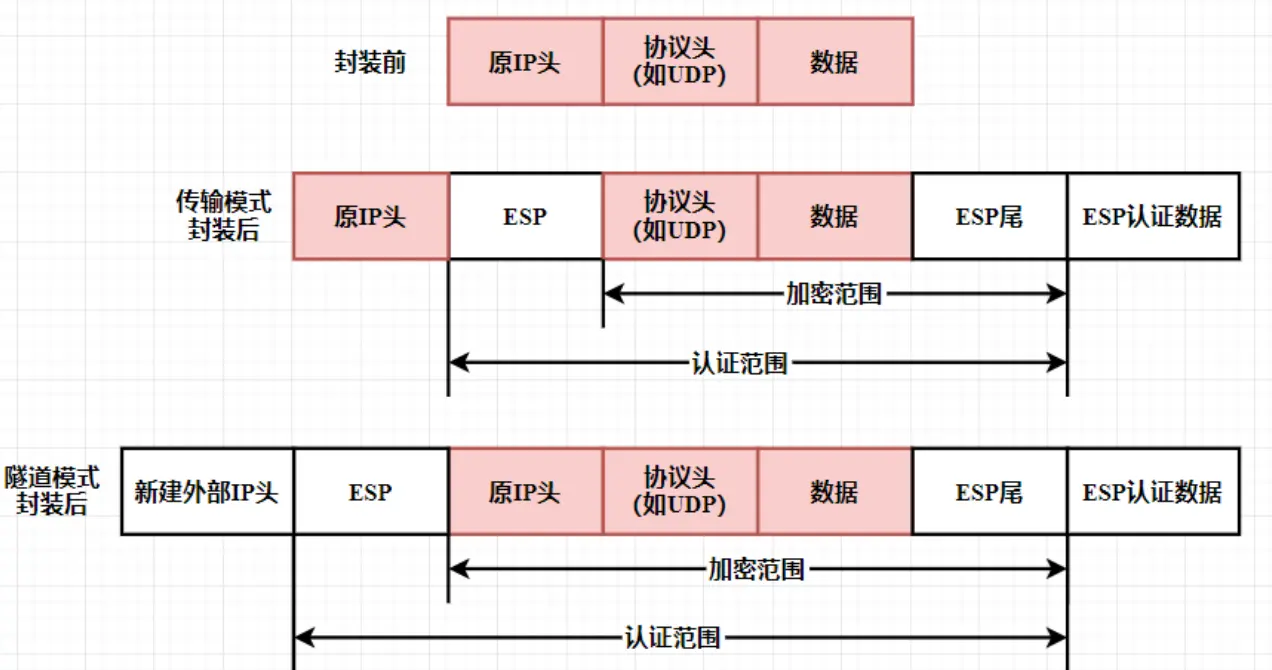 封装前
原IP头
协议头
(如UDP)
数据
传输模式
封装后
原IP头
ESP
协议头
(如UDP)
数据
ESP尾
ESP认证数据
加密范围
认证范围
隧道模式
封装后
新建外部IP头
ESP
原IP头
协议头
(如UDP)
数据
ESP尾
ESP认证数据
加密范围
认证范围